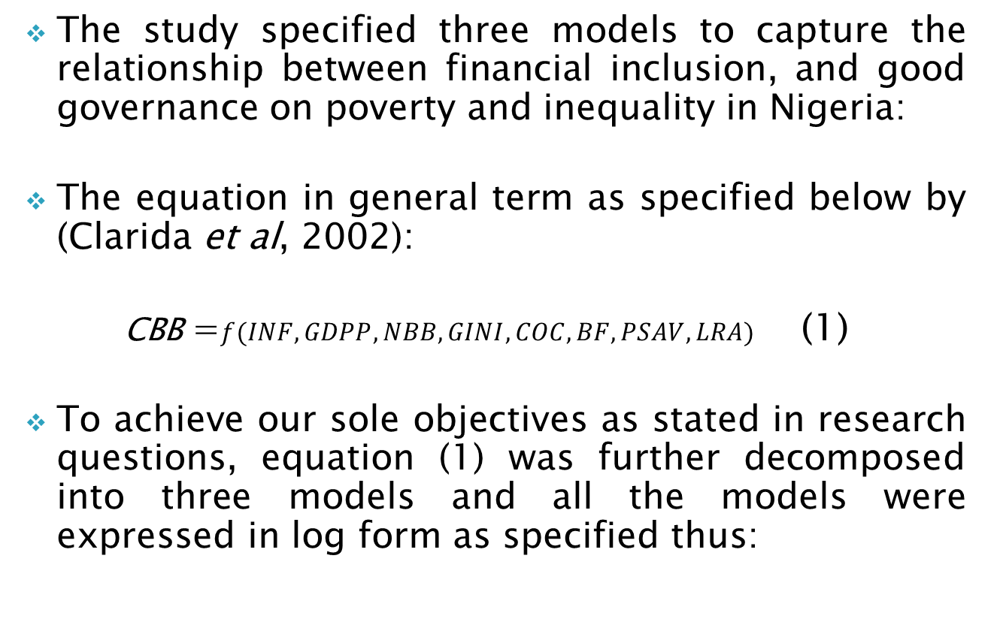 ❖ The study specified three models to capture the
relationship between financial inclusion, and good
governance on poverty and inequality in Nigeria:
❖ The equation in general term as specified below by
(Clarida et al, 2002):
CBB = f(INF, GDPP, NBB, GINI, COC, BF, PSAV, LRA) (1)
❖ To achieve our sole objectives as stated in research
questions, equation (1) was further decomposed
into three models and all the models were
expressed in log form as specified thus: